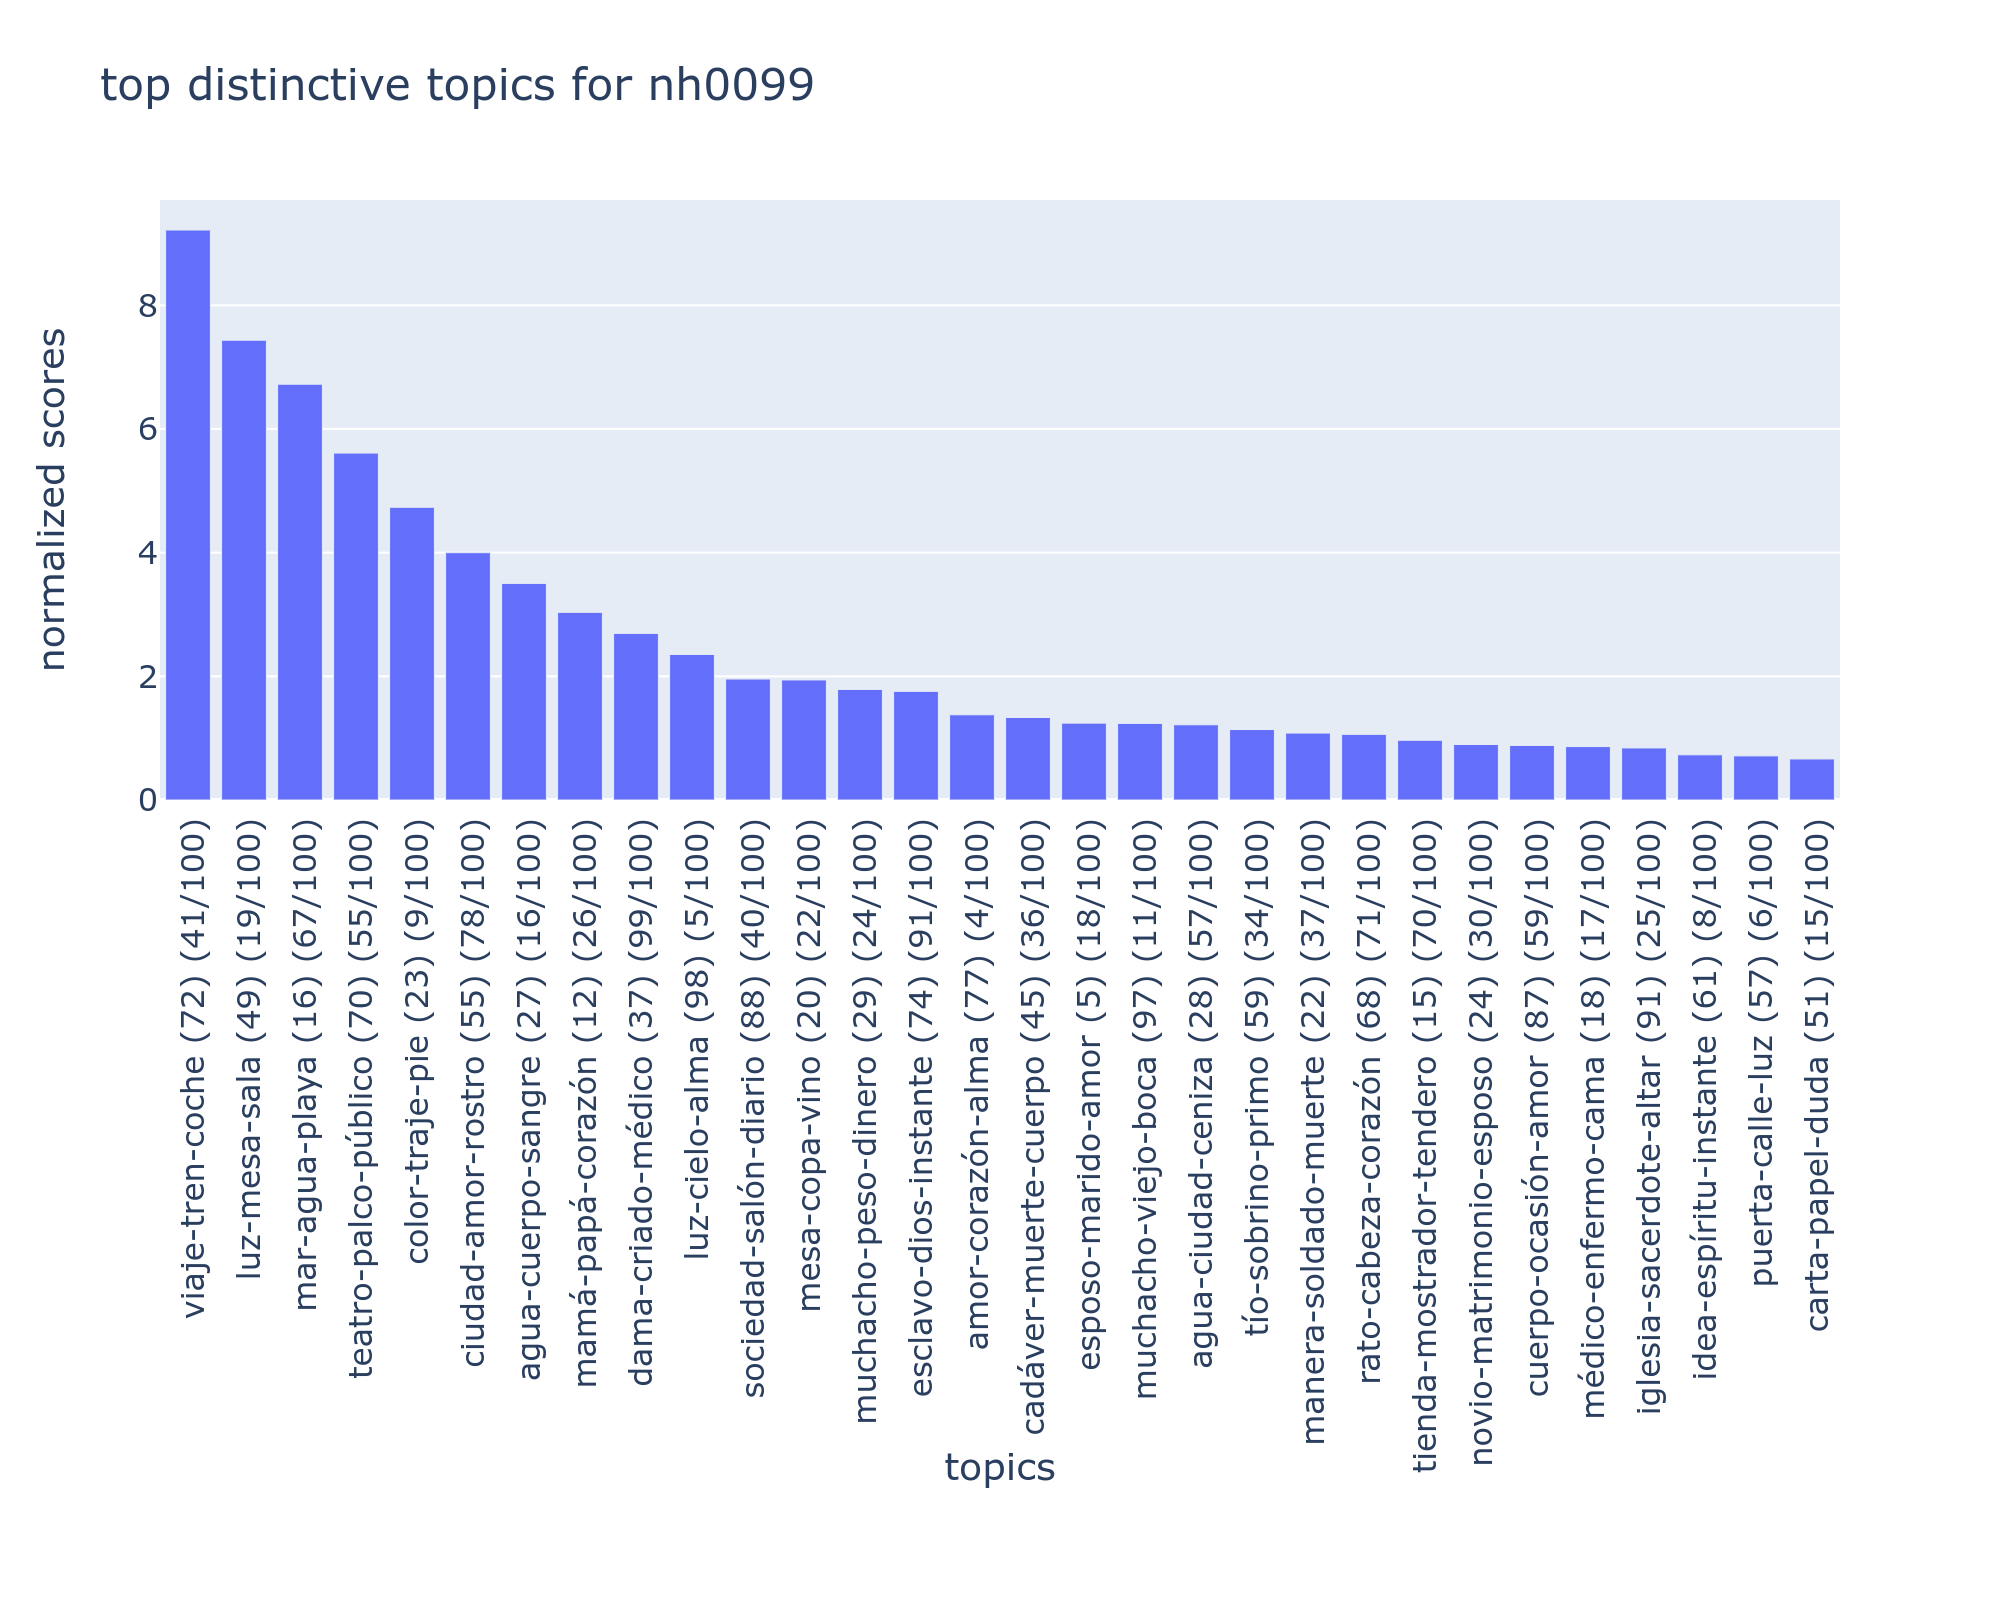 top distinctive topics for nh0099
normalized scores
8
6
4
2
0
viaje-tren-coche (72) (41/100)
luz-mesa-sala (49) (19/100)
mar-agua-playa (16) (67/100)
teatro-palco-público (70) (55/100)
color-traje-pie (23) (9/100)
ciudad-amor-rostro (55) (78/100)
agua-cuerpo-sangre (27) (16/100)
mamá-papá-corazón (12) (26/100)
dama-criado-médico (37) (99/100)
luz-cielo-alma (98) (5/100)
sociedad-salón-diario (88) (40/100)
mesa-copa-vino (20) (22/100)
muchacho-peso-dinero (29) (24/100)
esclavo-dios-instante (74) (91/100)
amor-corazón-alma (77) (4/100)
cadáver-muerte-cuerpo (45) (36/100)
esposo-marido-amor (5) (18/100)
muchacho-viejo-boca (97) (11/100)
agua-ciudad-ceniza (28) (57/100)
tío-sobrino-primo (59) (34/100)
manera-soldado-muerte (22) (37/100)
rato-cabeza-corazón (68) (71/100)
tienda-mostrador-tendero (15) (70/100)
novio-matrimonio-esposo (24) (30/100)
cuerpo-ocasión-amor (87) (59/100)
médico-enfermo-cama (18) (17/100)
iglesia-sacerdote-altar (91) (25/100)
idea-espíritu-instante (61) (8/100)
puerta-calle-luz (57) (6/100)
carta-papel-duda (51) (15/100)
topics